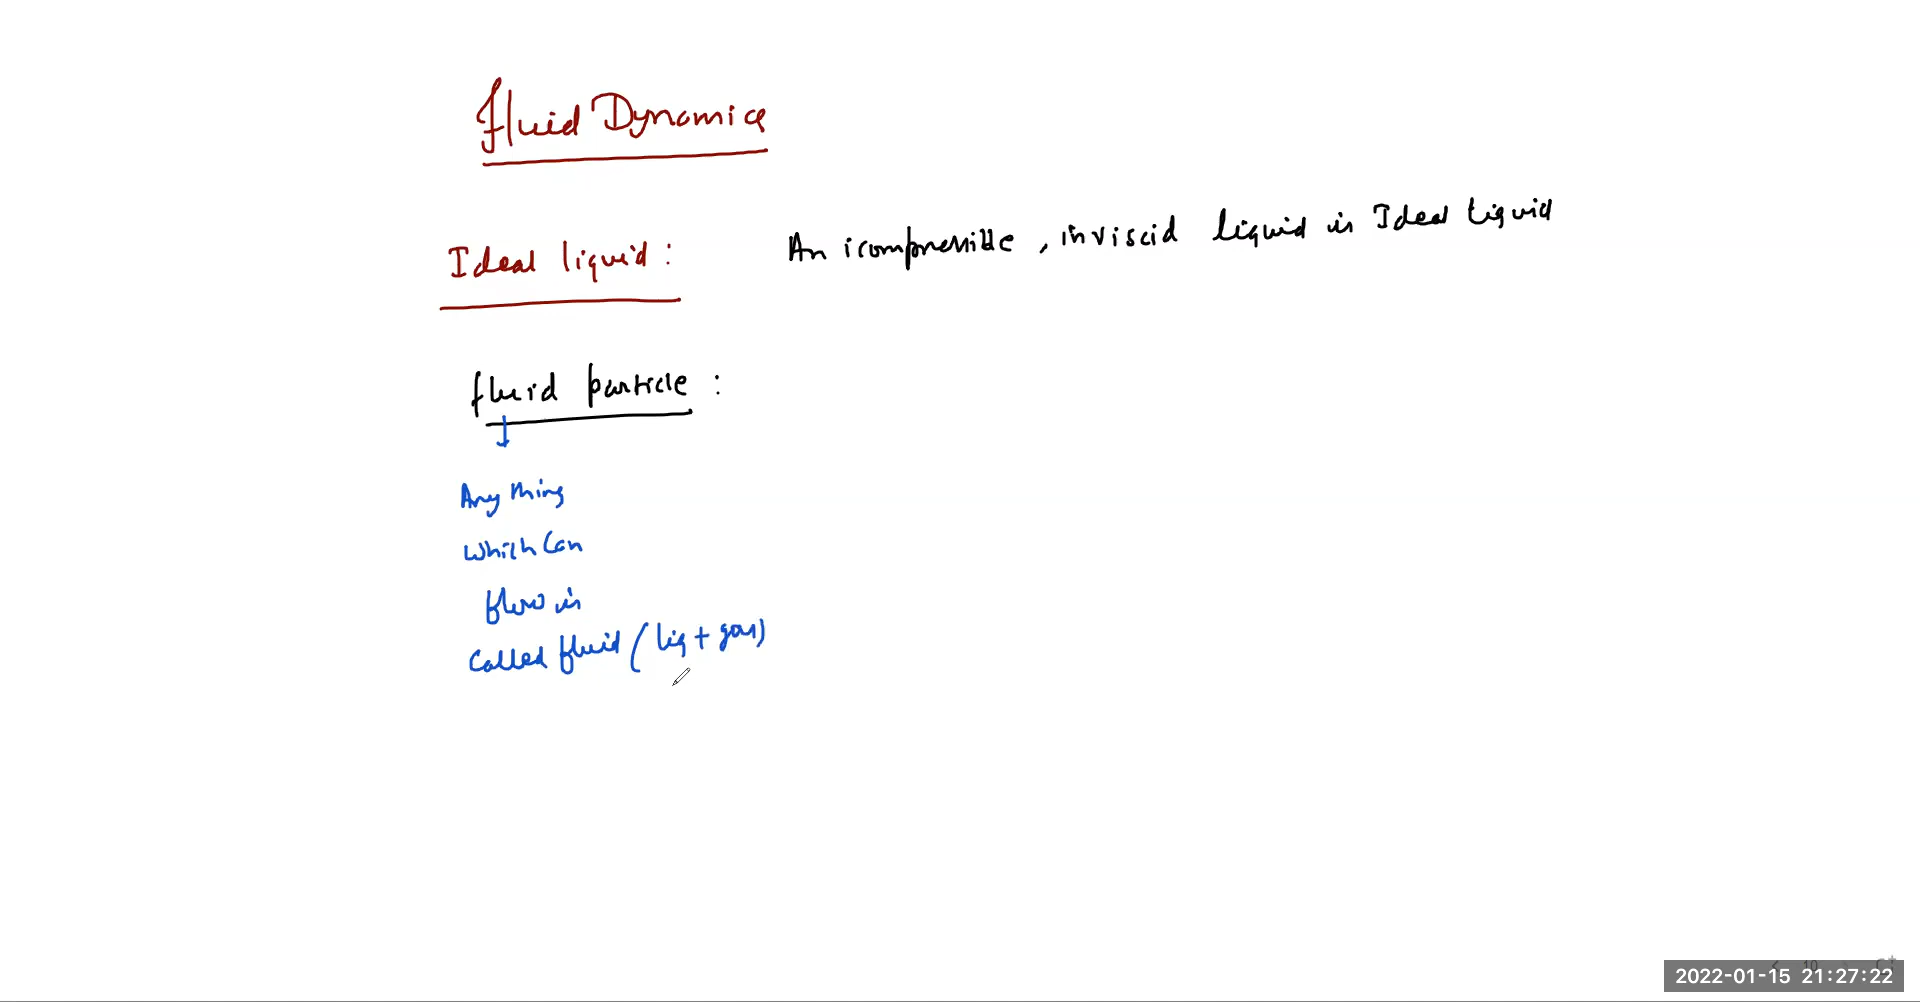 Fluid Dynamics
Ideal liquid : An icompressible, inviscid liquid is Ideal Liquid
fluid particle :
Any thing
which can
flow is
called fluid (liq + gas)
2022-01-15 21:27:22